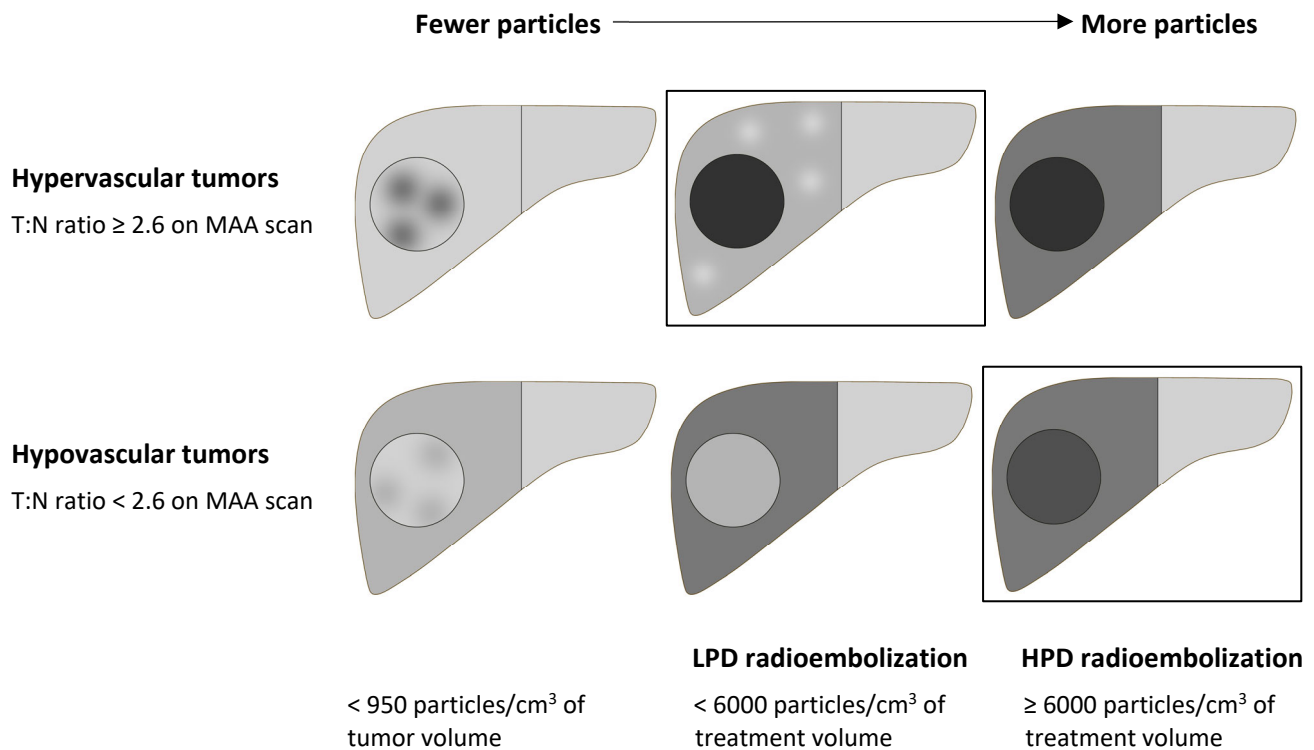 Fewer particles
More particles
Hypervascular tumors
T:N ratio ≥ 2.6 on MAA scan
Hypovascular tumors
T:N ratio < 2.6 on MAA scan
LPD radioembolization
HPD radioembolization
< 950 particles/cm³ of
tumor volume
< 6000 particles/cm³ of
treatment volume
≥ 6000 particles/cm³ of
treatment volume